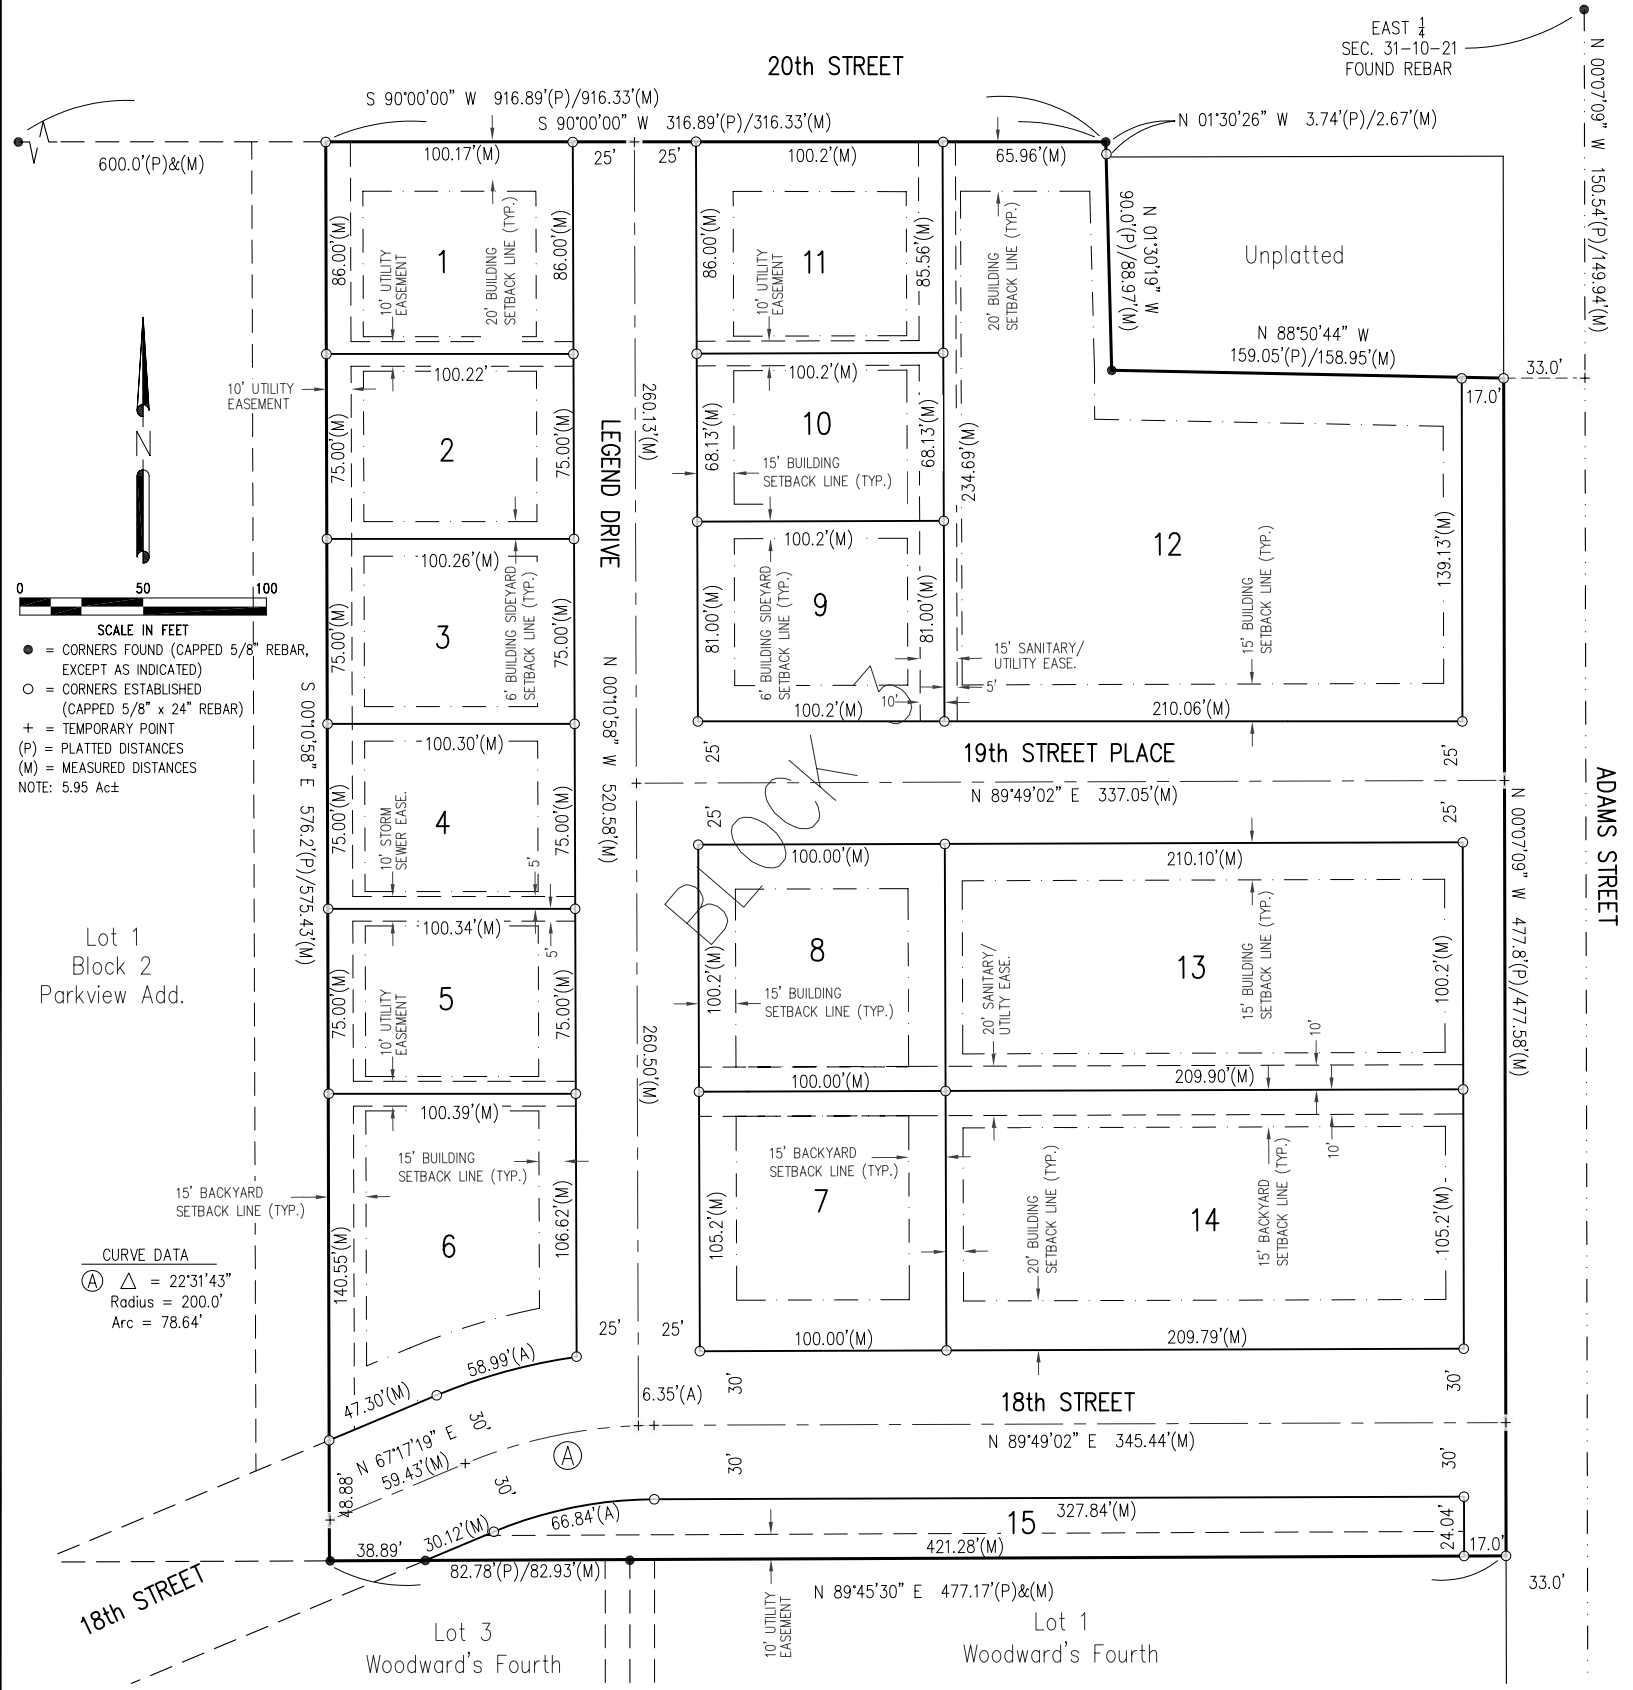 EAST 1/4
SEC. 31-10-21
FOUND REBAR
20th STREET
S 90°00'00" W 916.89'(P)/916.33'(M)
S 90°00'00" W 316.89'(P)/316.33'(M)
N 01°30'26" W 3.74'(P)/2.67'(M)
N 00°07'09" W 150.54'(P)/149.94'(M)
600.0'(P)&(M)
100.17'(M)
25'
25'
100.2'(M)
65.96'(M)
86.00'(M)
1
10' UTILITY
EASEMENT
20' BUILDING
SETBACK LINE (TYP.)
86.00'(M)
86.00'(M)
11
10' UTILITY
EASEMENT
85.56'(M)
20' BUILDING
SETBACK LINE (TYP.)
N 01°30'19" W
90.0'(P)/88.97'(M)
Unplatted
N 88°50'44" W
159.05'(P)/158.95'(M)
33.0'
17.0'
N
10' UTILITY
EASEMENT
100.22'
75.00'(M)
2
75.00'(M)
LEGEND DRIVE
260.13'(M)
100.2'(M)
68.13'(M)
10
15' BUILDING
SETBACK LINE (TYP.)
68.13'(M)
234.69'(M)
12
15' BUILDING
SETBACK LINE (TYP.)
139.13'(M)
0 50 100
SCALE IN FEET
● = CORNERS FOUND (CAPPED 5/8" REBAR,
EXCEPT AS INDICATED)
○ = CORNERS ESTABLISHED
(CAPPED 5/8" x 24" REBAR)
+ = TEMPORARY POINT
(P) = PLATTED DISTANCES
(M) = MEASURED DISTANCES
NOTE: 5.95 Ac±
100.26'(M)
75.00'(M)
3
6' BUILDING SIDEYARD
SETBACK LINE (TYP.)
75.00'(M)
100.2'(M)
81.00'(M)
6' BUILDING SIDEYARD
SETBACK LINE (TYP.)
9
81.00'(M)
15' SANITARY/
UTILITY EASE.
5'
10'
100.2'(M)
210.06'(M)
S 00°10'58" E 576.2'(P)/575.43'(M)
N 00°10'58" W 520.58'(M)
BLOCK 3
100.30'(M)
75.00'(M)
4
10' STORM
SEWER EASE.
5'
75.00'(M)
25'
19th STREET PLACE
25'
N 89°49'02" E 337.05'(M)
25'
25'
ADAMS STREET
N 00°07'09" W 477.8'(P)/477.58'(M)
100.00'(M)
210.10'(M)
Lot 1
Block 2
Parkview Add.
100.34'(M)
5'
75.00'(M)
5
10' UTILITY
EASEMENT
75.00'(M)
260.50'(M)
8
100.2'(M)
15' BUILDING
SETBACK LINE (TYP.)
20' SANITARY/
UTILTY EASE.
13
15' BUILDING
SETBACK LINE (TYP.)
100.2'(M)
10'
100.00'(M)
209.90'(M)
100.39'(M)
15' BUILDING
SETBACK LINE (TYP.)
15' BACKYARD
SETBACK LINE (TYP.)
140.55'(M)
6
106.62'(M)
15' BACKYARD
SETBACK LINE (TYP.)
7
105.2'(M)
10'
20' BUILDING
SETBACK LINE (TYP.)
14
15' BACKYARD
SETBACK LINE (TYP.)
105.2'(M)
CURVE DATA
Ⓐ △ = 22°31'43"
Radius = 200.0'
Arc = 78.64'
25'
25'
100.00'(M)
209.79'(M)
58.99'(A)
47.30'(M)
6.35'(A)
30'
18th STREET
30'
30'
N 67°17'19" E
59.43'(M)
Ⓐ
N 89°49'02" E 345.44'(M)
48.88'
30'
30'
30'
66.84'(A)
30.12'(M)
327.84'(M)
15
24.04'
38.89'
421.28'(M)
17.0'
82.78'(P)/82.93'(M)
N 89°45'30" E 477.17'(P)&(M)
33.0'
18th STREET
10' UTILITY
EASEMENT
Lot 3
Woodward's Fourth
Lot 1
Woodward's Fourth